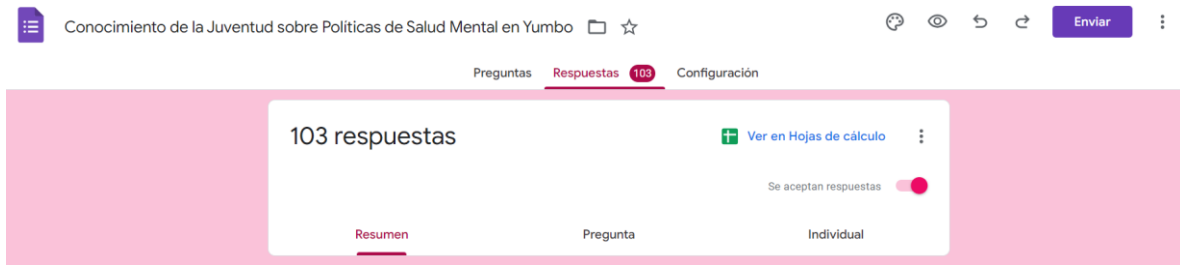 Conocimiento de la Juventud sobre Políticas de Salud Mental en Yumbo
Enviar
Preguntas Respuestas 103 Configuración
103 respuestas
Ver en Hojas de cálculo
Se aceptan respuestas
Resumen Pregunta Individual